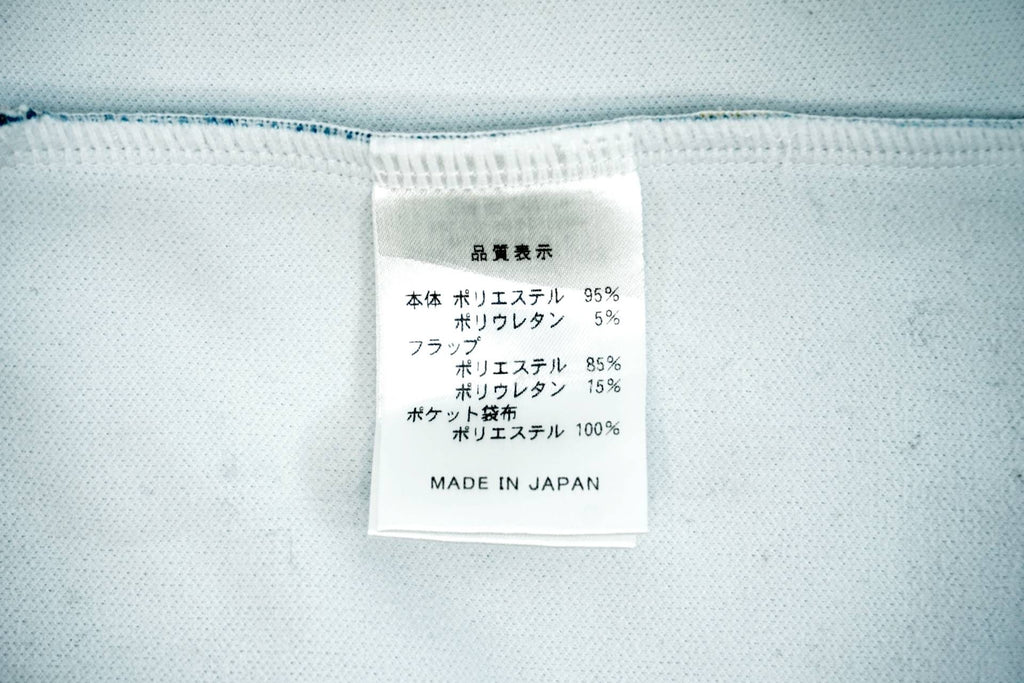 品質表示
本体 ポリエステル 95%
ポリウレタン 5%
フラップ
ポリエステル 85%
ポリウレタン 15%
ポケット袋布
ポリエステル 100%
MADE IN JAPAN